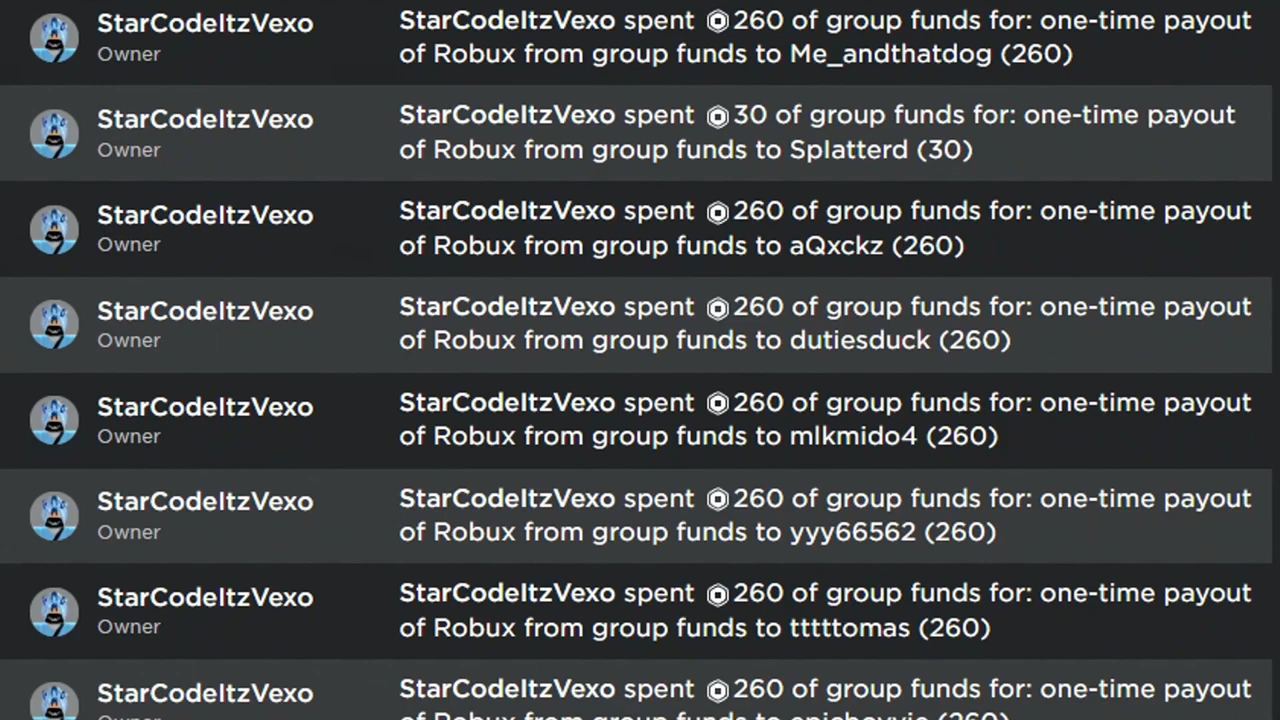 StarCodeItzVexo
Owner
StarCodeItzVexo spent 260 of group funds for: one-time payout
of Robux from group funds to Me_andthatdog (260)
StarCodeItzVexo
Owner
StarCodeItzVexo spent 30 of group funds for: one-time payout
of Robux from group funds to Splatterd (30)
StarCodeItzVexo
Owner
StarCodeItzVexo spent 260 of group funds for: one-time payout
of Robux from group funds to aQxckz (260)
StarCodeItzVexo
Owner
StarCodeItzVexo spent 260 of group funds for: one-time payout
of Robux from group funds to dutiesduck (260)
StarCodeItzVexo
Owner
StarCodeItzVexo spent 260 of group funds for: one-time payout
of Robux from group funds to mlkmido4 (260)
StarCodeItzVexo
Owner
StarCodeItzVexo spent 260 of group funds for: one-time payout
of Robux from group funds to yyy66562 (260)
StarCodeItzVexo
Owner
StarCodeItzVexo spent 260 of group funds for: one-time payout
of Robux from group funds to tttttomas (260)
StarCodeItzVexo
StarCodeItzVexo spent 260 of group funds for: one-time payout
of Robux from group funds to